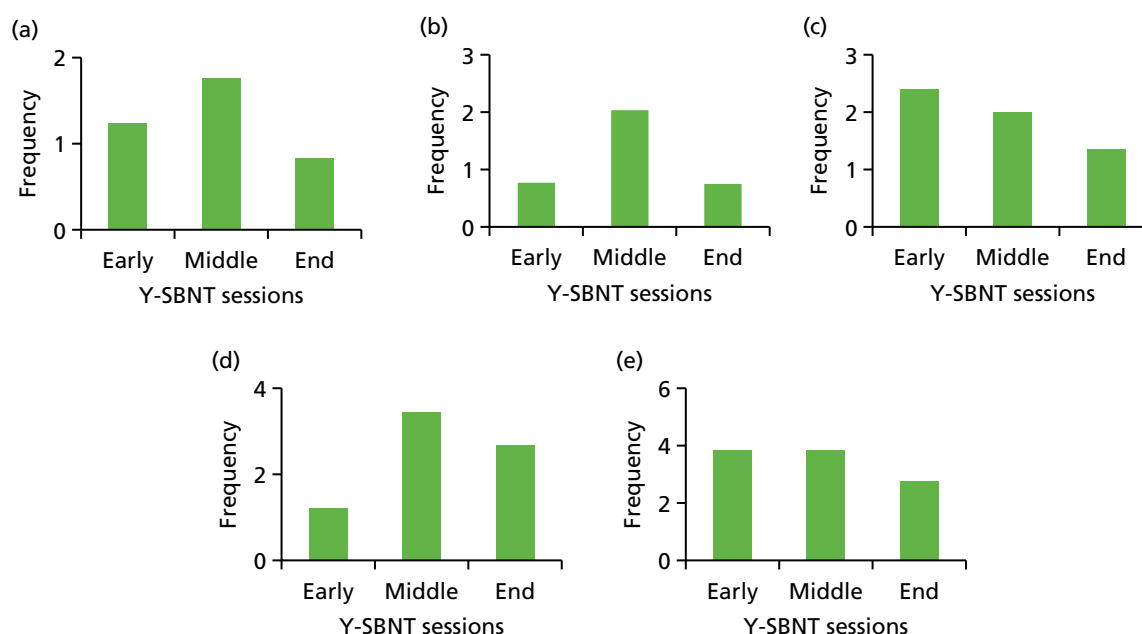 (a)
2
1
0
Frequency
Early Middle End
Y-SBNT sessions
(b)
3
2
1
0
Frequency
Early Middle End
Y-SBNT sessions
(c)
3
2
1
0
Frequency
Early Middle End
Y-SBNT sessions
(d)
4
2
0
Frequency
Early Middle End
Y-SBNT sessions
(e)
6
4
2
0
Frequency
Early Middle End
Y-SBNT sessions